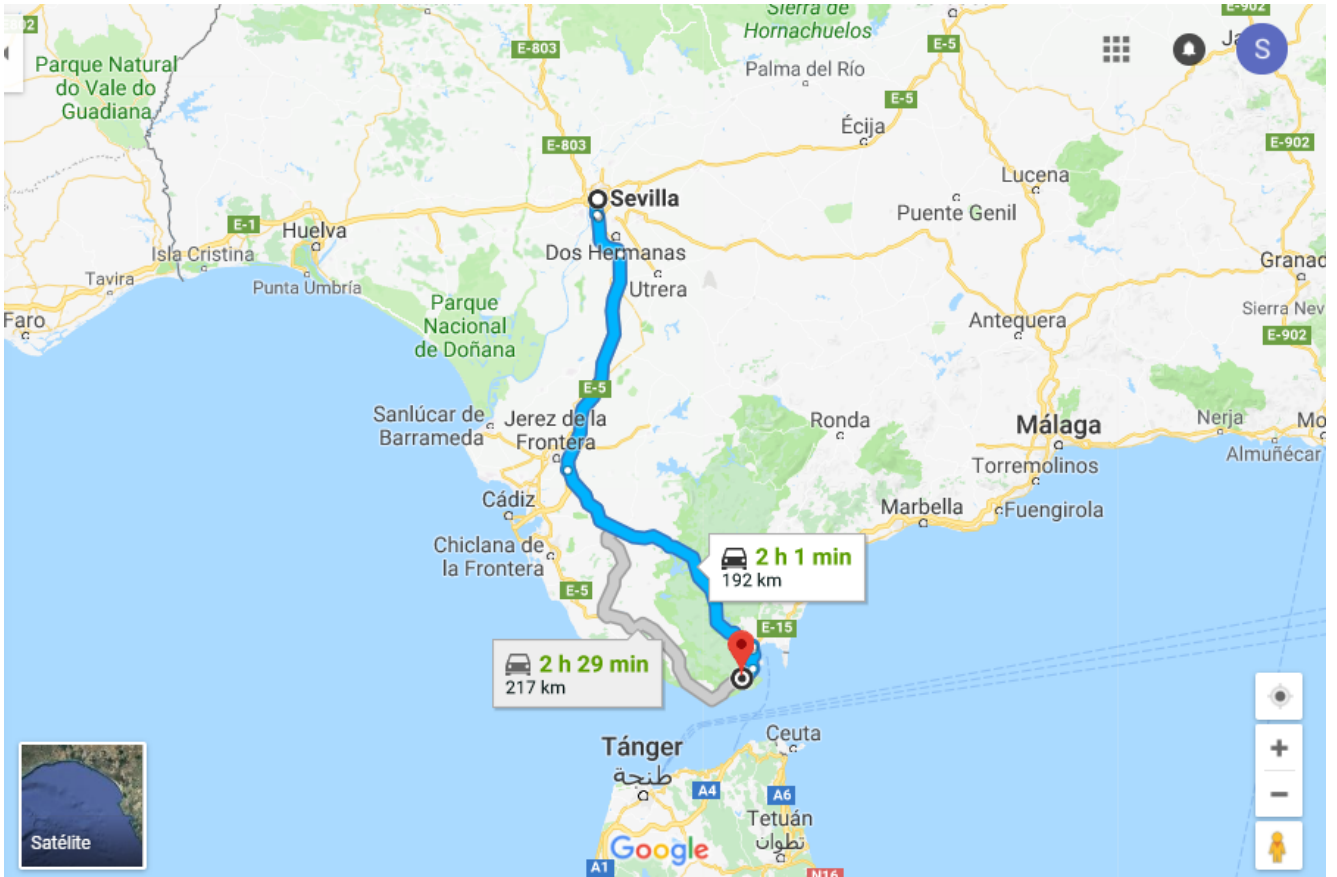 Sierra de
Hornachuelos
E-902
02
E-803
E-5
S
Parque Natural
do Vale do
Guadiana
Palma del Río
E-5
Écija
E-803
E-902
Lucena
Sevilla
Puente Genil
E-1
Huelva
Isla Cristina
Dos Hermanas
Granad
Tavira
Punta Umbría
Utrera
Parque
Nacional
de Doñana
Sierra Nev
Faro
Antequera
E-902
E-5
Sanlúcar de
Barrameda
Jerez de la
Frontera
Ronda
Málaga
Nerja
Mo
Almuñécar
Torremolinos
Cádiz
Marbella
Fuengirola
Chiclana de
la Frontera
2 h 1 min
192 km
E-5
E-15
2 h 29 min
217 km
Tánger
طنجة
Ceuta
A4
A6
Tetuán
تطوان
Satélite
Google
A1
N16